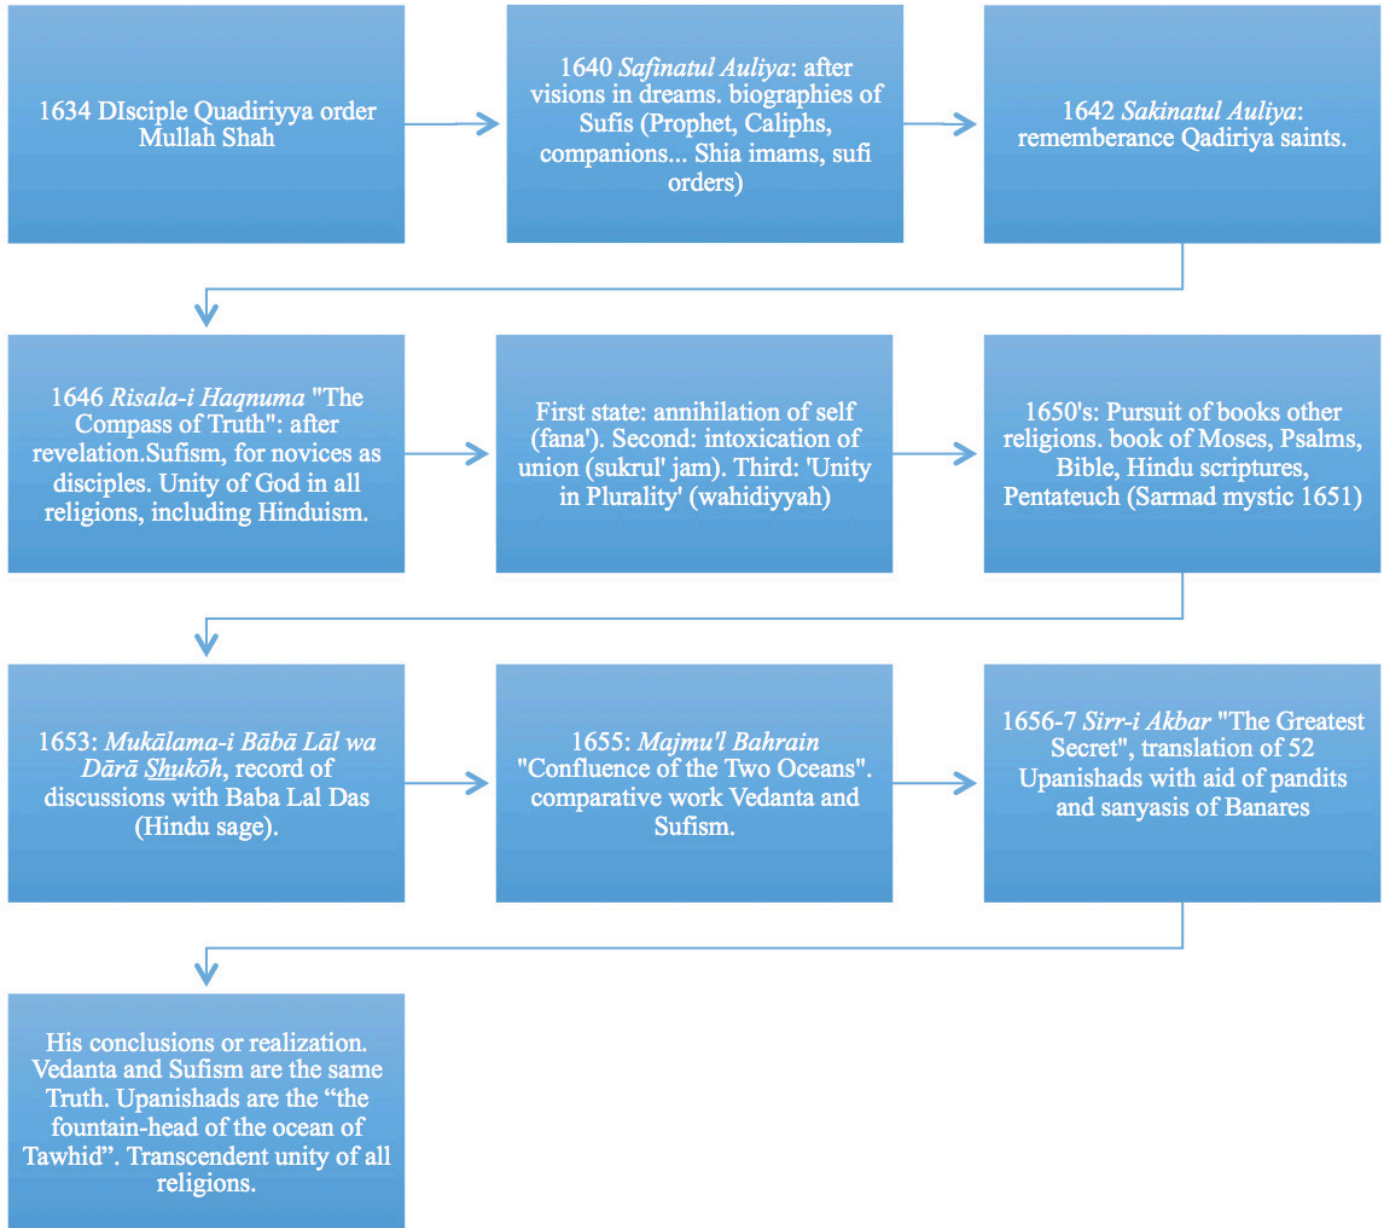 1634 DIsciple Quadiriyya order
Mullah Shah
1640 Safinatul Auliya: after
visions in dreams. biographies of
Sufis (Prophet, Caliphs,
companions... Shia imams, sufi
orders)
1642 Sakinatul Auliya:
rememberance Qadiriya saints.
1646 Risala-i Haqnuma "The
Compass of Truth": after
revelation.Sufism, for novices as
disciples. Unity of God in all
religions, including Hinduism.
First state: annihilation of self
(fana'). Second: intoxication of
union (sukrul' jam). Third: 'Unity
in Plurality' (wahidiyyah)
1650's: Pursuit of books other
religions. book of Moses, Psalms,
Bible, Hindu scriptures,
Pentateuch (Sarmad mystic 1651)
1653: Mukālama-i Bābā Lāl wa
Dārā Shukōh, record of
discussions with Baba Lal Das
(Hindu sage).
1655: Majmu'l Bahrain
"Confluence of the Two Oceans".
comparative work Vedanta and
Sufism.
1656-7 Sirr-i Akbar "The Greatest
Secret", translation of 52
Upanishads with aid of pandits
and sanyasis of Banares
His conclusions or realization.
Vedanta and Sufism are the same
Truth. Upanishads are the “the
fountain-head of the ocean of
Tawhid”. Transcendent unity of all
religions.